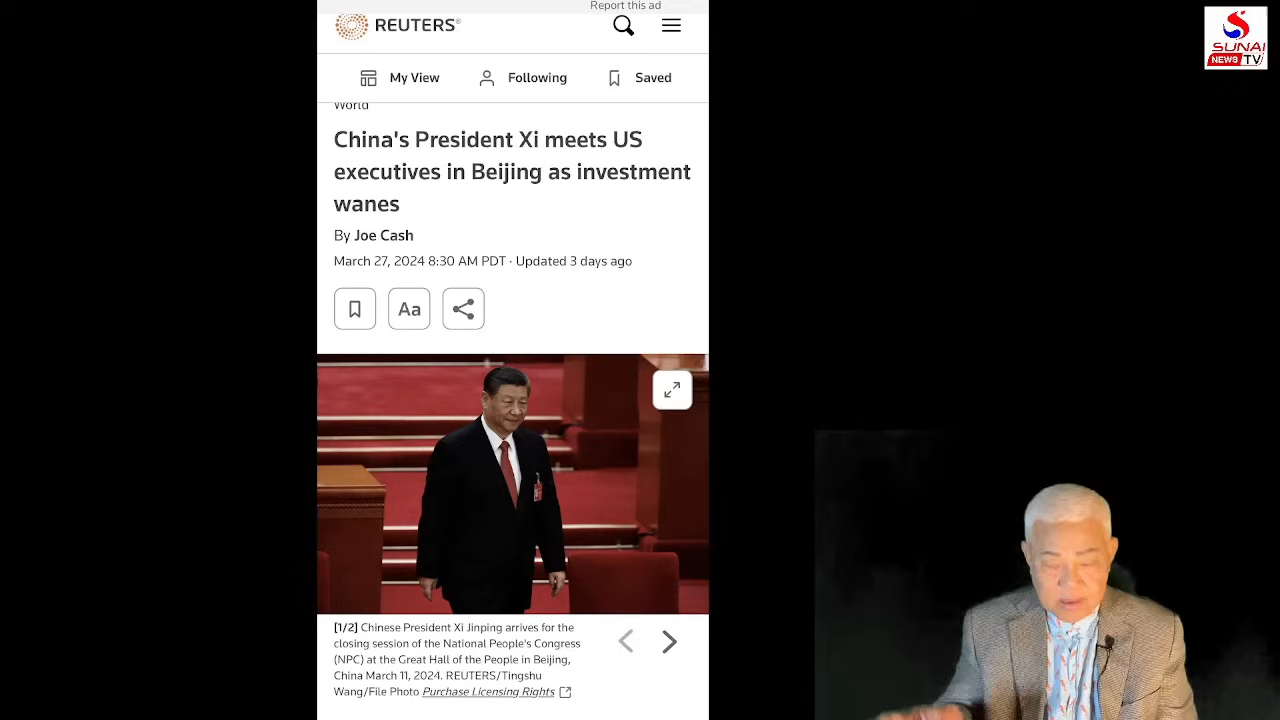 Report this ad
REUTERS®
My View
Following
Saved
World
China's President Xi meets US
executives in Beijing as investment
wanes
By Joe Cash
March 27, 2024 8:30 AM PDT · Updated 3 days ago
Aa
[1/2] Chinese President Xi Jinping arrives for the
closing session of the National People's Congress
(NPC) at the Great Hall of the People in Beijing,
China March 11, 2024. REUTERS/Tingshu
Wang/File Photo Purchase Licensing Rights
SUNAI
NEWS TV